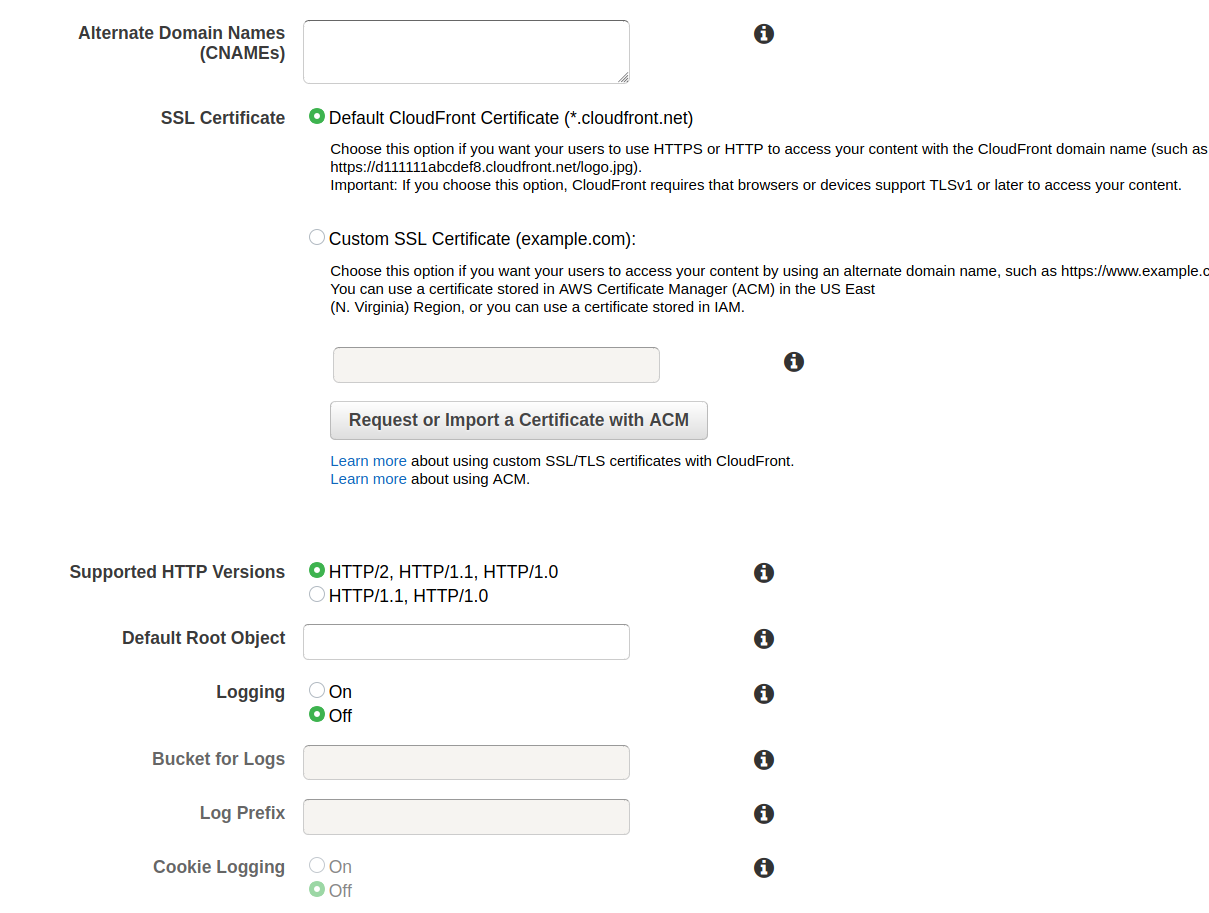 Alternate Domain Names
(CNAMEs)
SSL Certificate
Default CloudFront Certificate (*.cloudfront.net)
Choose this option if you want your users to use HTTPS or HTTP to access your content with the CloudFront domain name (such as
https://d111111abcdef8.cloudfront.net/logo.jpg).
Important: If you choose this option, CloudFront requires that browsers or devices support TLSv1 or later to access your content.
Custom SSL Certificate (example.com):
Choose this option if you want your users to access your content by using an alternate domain name, such as https://www.example.c
You can use a certificate stored in AWS Certificate Manager (ACM) in the US East
(N. Virginia) Region, or you can use a certificate stored in IAM.
Request or Import a Certificate with ACM
Learn more about using custom SSL/TLS certificates with CloudFront.
Learn more about using ACM.
Supported HTTP Versions
HTTP/2, HTTP/1.1, HTTP/1.0
HTTP/1.1, HTTP/1.0
Default Root Object
Logging
On
Off
Bucket for Logs
Log Prefix
Cookie Logging
On
Off